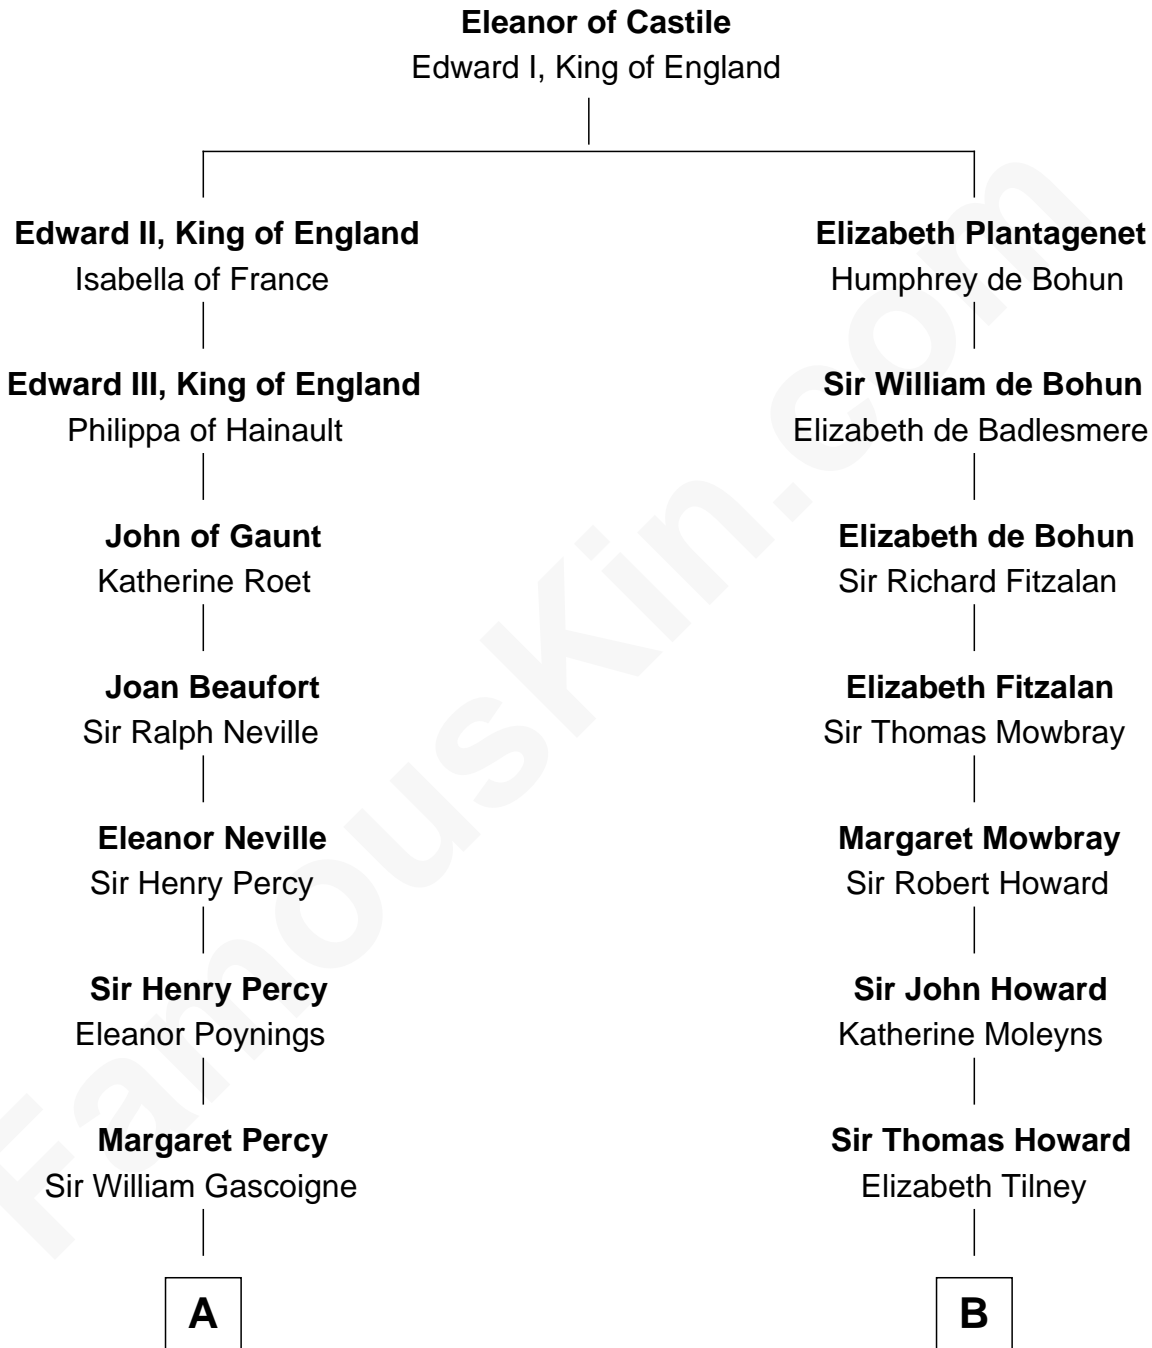 Eleanor of Castile
Edward I, King of England
Edward II, King of England
Isabella of France
Elizabeth Plantagenet
Humphrey de Bohun
Edward III, King of England
Philippa of Hainault
Sir William de Bohun
Elizabeth de Badlesmere
John of Gaunt
Katherine Roet
Elizabeth de Bohun
Sir Richard Fitzalan
Joan Beaufort
Sir Ralph Neville
Elizabeth Fitzalan
Sir Thomas Mowbray
Eleanor Neville
Sir Henry Percy
Margaret Mowbray
Sir Robert Howard
Sir Henry Percy
Eleanor Poynings
Sir John Howard
Katherine Moleyns
Margaret Percy
Sir William Gascoigne
Sir Thomas Howard
Elizabeth Tilney
A
B
FamousKin.com